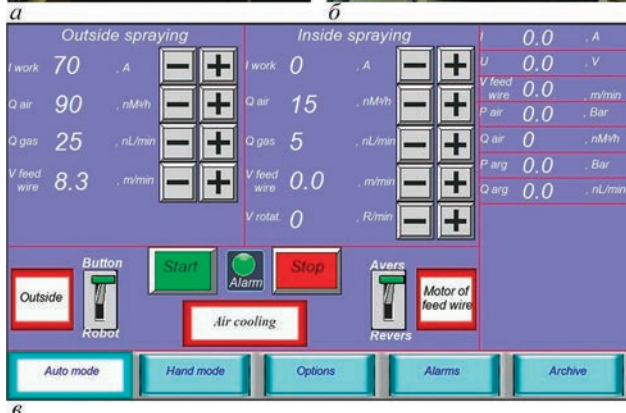 а
б
Outside spraying
I work 70 , A − +
Q air 90 , nM³/h − +
Q gas 25 , nL/min − +
V feed wire 8.3 , m/min − +
Inside spraying
I work 0 , A − +
Q air 15 , nM³/h − +
Q gas 5 , nL/min − +
V feed wire 0.0 , m/min − +
V rotat. 0 , R/min − +
I 0.0 , A
U 0.0 , V
V feed wire 0.0 , m/min
P air 0.0 , Bar
Q air 0 , nM³/h
P arg 0.0 , Bar
Q arg 0.0 , nL/min
Outside
Button
Robot
Start
Alarm
Stop
Air cooling
Avers
Revers
Motor of
feed wire
Auto mode
Hand mode
Options
Alarms
Archive
в